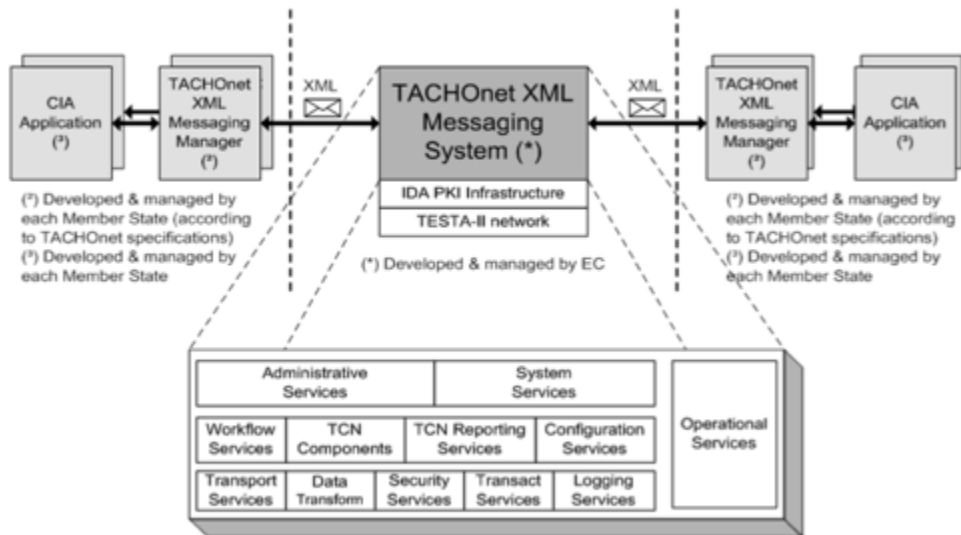 CIA
Application
(³)
TACHOnet
XML
Messaging
Manager
(²)
XML
TACHOnet XML
Messaging
System (*)
IDA PKI Infrastructure
TESTA-II network
XML
TACHOnet
XML
Messaging
Manager
(²)
CIA
Application
(³)
(²) Developed & managed by
each Member State (according
to TACHOnet specifications)
(³) Developed & managed by
each Member State
(*) Developed & managed by EC
(²) Developed & managed by
each Member State (according
to TACHOnet specifications)
(³) Developed & managed by
each Member State
Administrative
Services
System
Services
Operational
Services
Workflow
Services
TCN
Components
TCN Reporting
Services
Configuration
Services
Transport
Services
Data
Transform
Security
Services
Transact
Services
Logging
Services